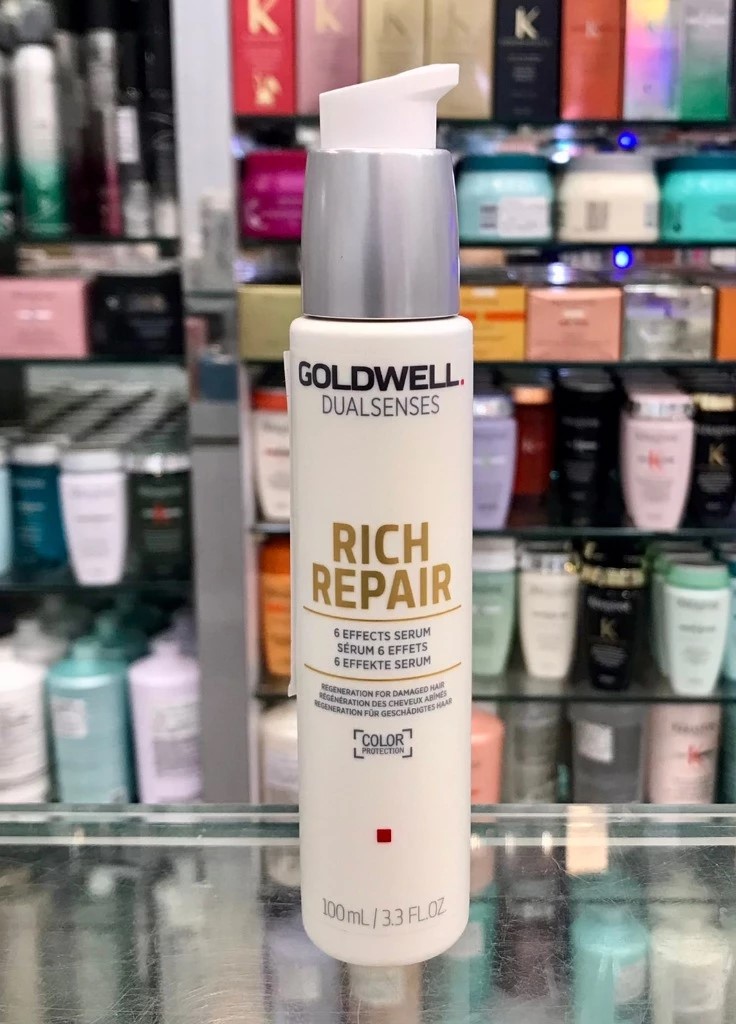 GOLDWELL.
DUALSENSES
RICH
REPAIR
6 EFFECTS SERUM
SÉRUM 6 EFFETS
6 EFFEKTE SERUM
REGENERATION FOR DAMAGED HAIR
RÉGÉNÉRATION DES CHEVEUX ABÎMÉS
REGENERATION FÜR GESCHÄDIGTES HAAR
COLOR
PROTECTION
100 mL / 3.3 FL.OZ